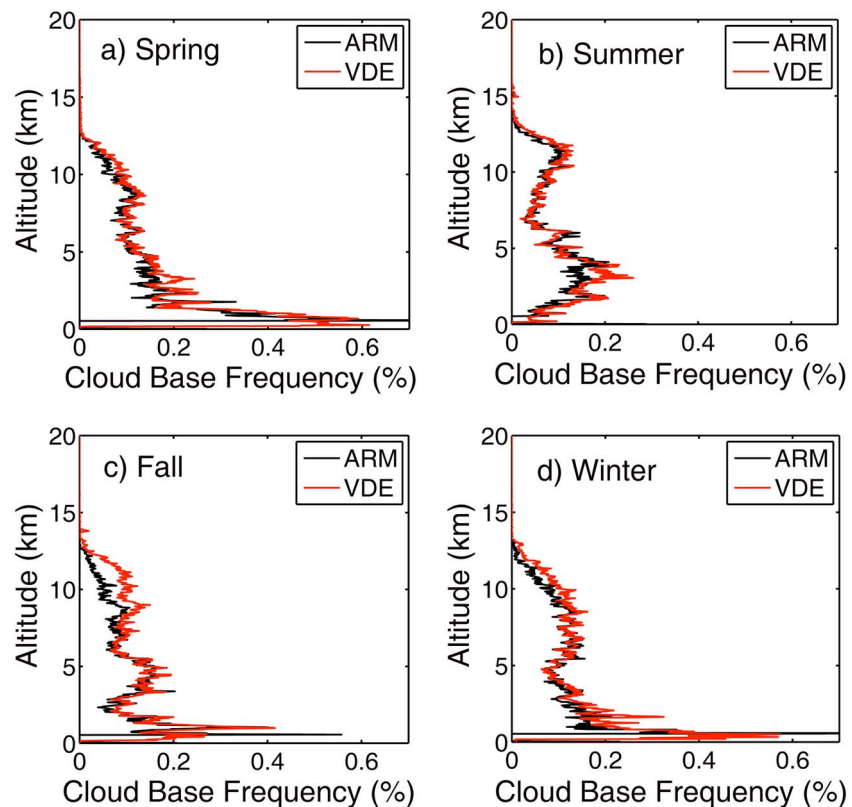 a) Spring
ARM
VDE
20
15
10
5
0
Altitude (km)
0 0.2 0.4 0.6
Cloud Base Frequency (%)
b) Summer
ARM
VDE
20
15
10
5
0
Altitude (km)
0 0.2 0.4 0.6
Cloud Base Frequency (%)
c) Fall
ARM
VDE
20
15
10
5
0
Altitude (km)
0 0.2 0.4 0.6
Cloud Base Frequency (%)
d) Winter
ARM
VDE
20
15
10
5
0
Altitude (km)
0 0.2 0.4 0.6
Cloud Base Frequency (%)